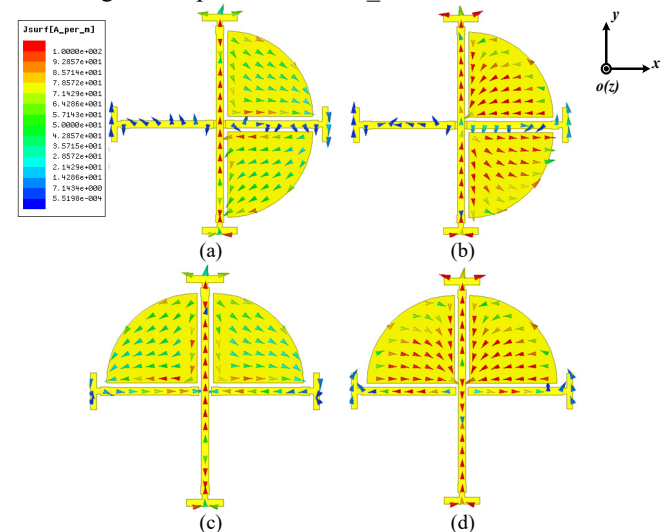 Jsurf[A_per_m]
1.0000e+002
9.2857e+001
8.5714e+001
7.8572e+001
7.1429e+001
6.4286e+001
5.7143e+001
5.0000e+001
4.2857e+001
3.5715e+001
2.8572e+001
2.1429e+001
1.4286e+001
7.1434e+000
5.5198e-004
y
x
o(z)
(a)
(b)
(c)
(d)